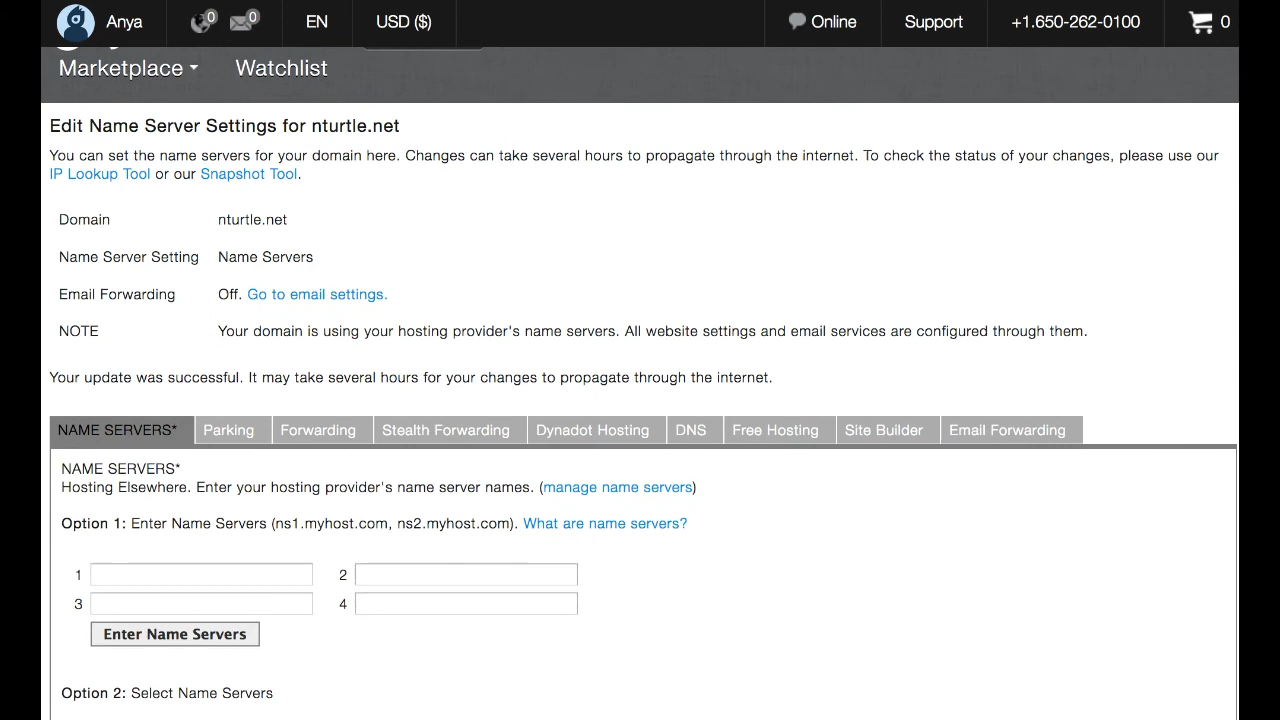 Anya 0 0 EN USD ($) Online Support +1.650-262-0100 0
Marketplace Watchlist
Edit Name Server Settings for nturtle.net
You can set the name servers for your domain here. Changes can take several hours to propagate through the internet. To check the status of your changes, please use our
IP Lookup Tool or our Snapshot Tool.
Domain nturtle.net
Name Server Setting Name Servers
Email Forwarding Off. Go to email settings.
NOTE Your domain is using your hosting provider's name servers. All website settings and email services are configured through them.
Your update was successful. It may take several hours for your changes to propagate through the internet.
NAME SERVERS* Parking Forwarding Stealth Forwarding Dynadot Hosting DNS Free Hosting Site Builder Email Forwarding
NAME SERVERS*
Hosting Elsewhere. Enter your hosting provider's name server names. (manage name servers)
Option 1: Enter Name Servers (ns1.myhost.com, ns2.myhost.com). What are name servers?
1 2
3 4
Enter Name Servers
Option 2: Select Name Servers